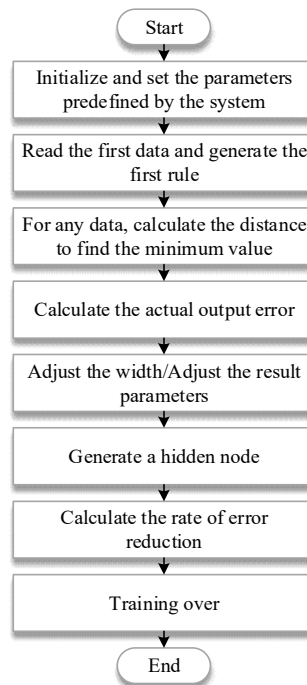 Start
Initialize and set the parameters
predefined by the system
Read the first data and generate the
first rule
For any data, calculate the distance
to find the minimum value
Calculate the actual output error
Adjust the width/Adjust the result
parameters
Generate a hidden node
Calculate the rate of error
reduction
Training over
End